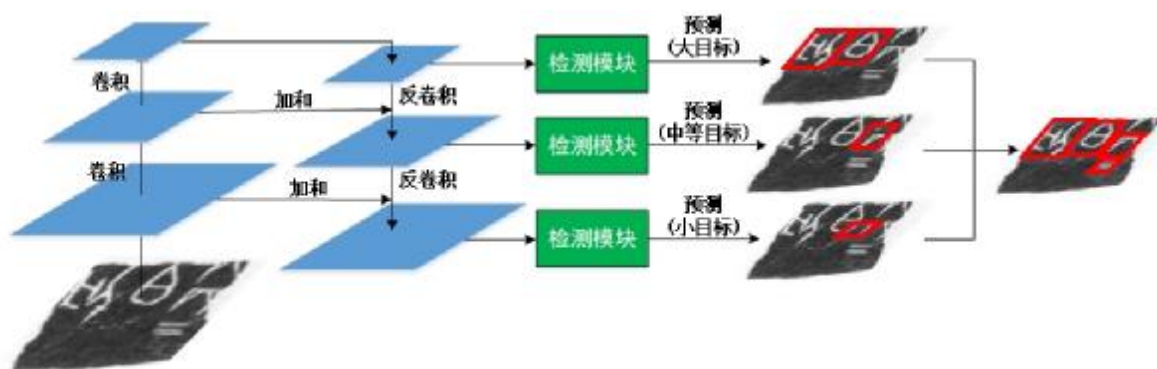 预测
(大目标)
检测模块
卷积
加和
反卷积
预测
(中等目标)
检测模块
卷积
加和
反卷积
预测
(小目标)
检测模块